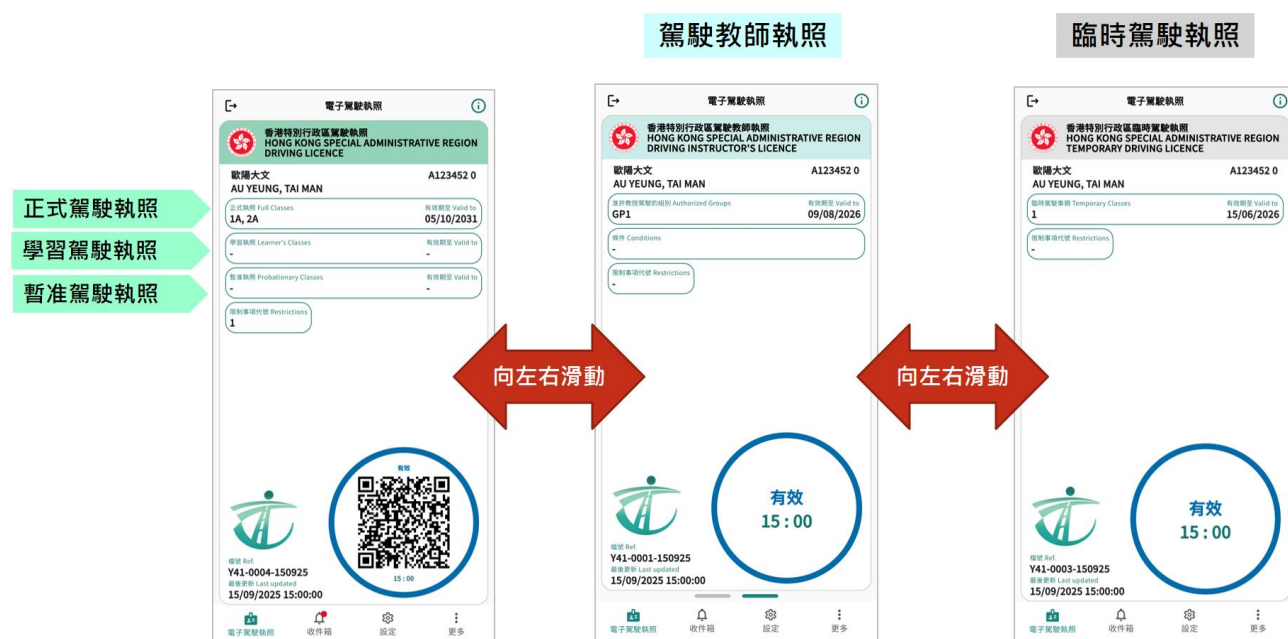 駕駛教師執照
臨時駕駛執照
正式駕駛執照
學習駕駛執照
暫准駕駛執照
電子駕駛執照
香港特別行政區駕駛執照
HONG KONG SPECIAL ADMINISTRATIVE REGION
DRIVING LICENCE
歐陽大文 A123452 0
AU YEUNG, TAI MAN
正式執照 Full Classes 有效期至 Valid to
1A, 2A 05/10/2031
學習執照 Learner's Classes 有效期至 Valid to
- -
暫准執照 Probationary Classes 有效期至 Valid to
- -
限制事項代號 Restrictions
1
有效
15 : 00
檔號 Ref.
Y41-0004-150925
最後更新 Last updated
15/09/2025 15:00:00
電子駕駛執照 收件箱 設定 更多
向左右滑動
電子駕駛執照
香港特別行政區駕駛教師執照
HONG KONG SPECIAL ADMINISTRATIVE REGION
DRIVING INSTRUCTOR'S LICENCE
歐陽大文 A123452 0
AU YEUNG, TAI MAN
准許教授駕駛的組別 Authorized Groups 有效期至 Valid to
GP1 09/08/2026
條件 Conditions
-
限制事項代號 Restrictions
-
有效
15 : 00
檔號 Ref.
Y41-0001-150925
最後更新 Last updated
15/09/2025 15:00:00
電子駕駛執照 收件箱 設定 更多
向左右滑動
電子駕駛執照
香港特別行政區臨時駕駛執照
HONG KONG SPECIAL ADMINISTRATIVE REGION
TEMPORARY DRIVING LICENCE
歐陽大文 A123452 0
AU YEUNG, TAI MAN
臨時駕駛車類 Temporary Classes 有效期至 Valid to
1 15/06/2026
限制事項代號 Restrictions
-
有效
15 : 00
檔號 Ref.
Y41-0003-150925
最後更新 Last updated
15/09/2025 15:00:00
電子駕駛執照 收件箱 設定 更多